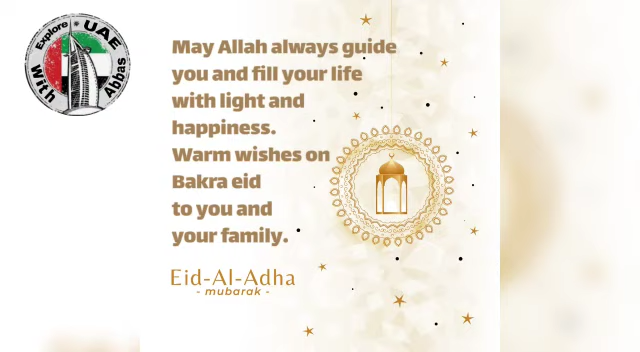 Explore * UAE
With Abbas
May Allah always guide
you and fill your life
with light and
happiness.
Warm wishes on
Bakra eid
to you and
your family.
Eid-Al-Adha
- mubarak -